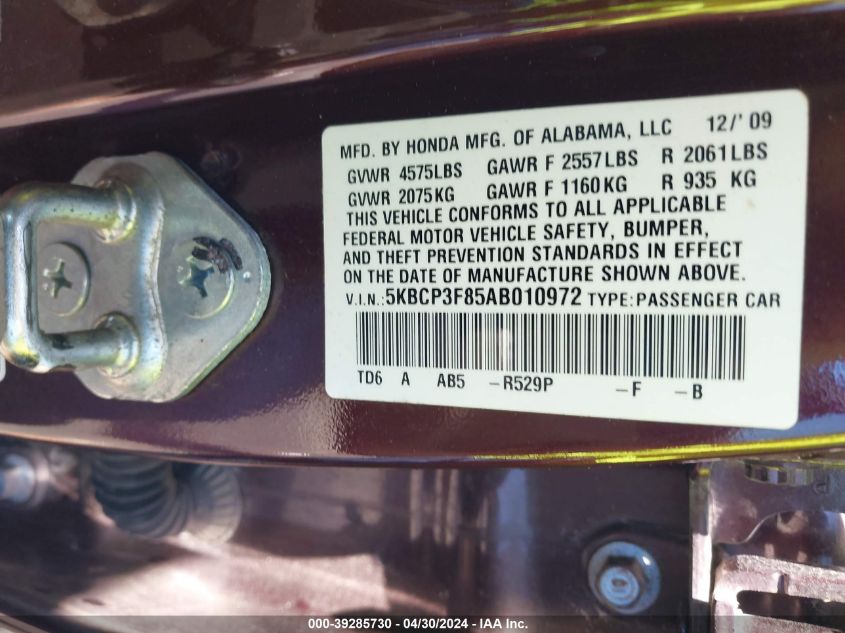 MFD. BY HONDA MFG. OF ALABAMA, LLC 12/'09
GVWR 4575LBS GAWR F 2557LBS R 2061LBS
GVWR 2075KG GAWR F 1160KG R 935 KG
THIS VEHICLE CONFORMS TO ALL APPLICABLE
FEDERAL MOTOR VEHICLE SAFETY, BUMPER,
AND THEFT PREVENTION STANDARDS IN EFFECT
ON THE DATE OF MANUFACTURE SHOWN ABOVE.
V.I.N.: 5KBCP3F85AB010972 TYPE: PASSENGER CAR
TD6 A AB5 -R529P -F -B
000-39285730 - 04/30/2024 - IAA Inc.